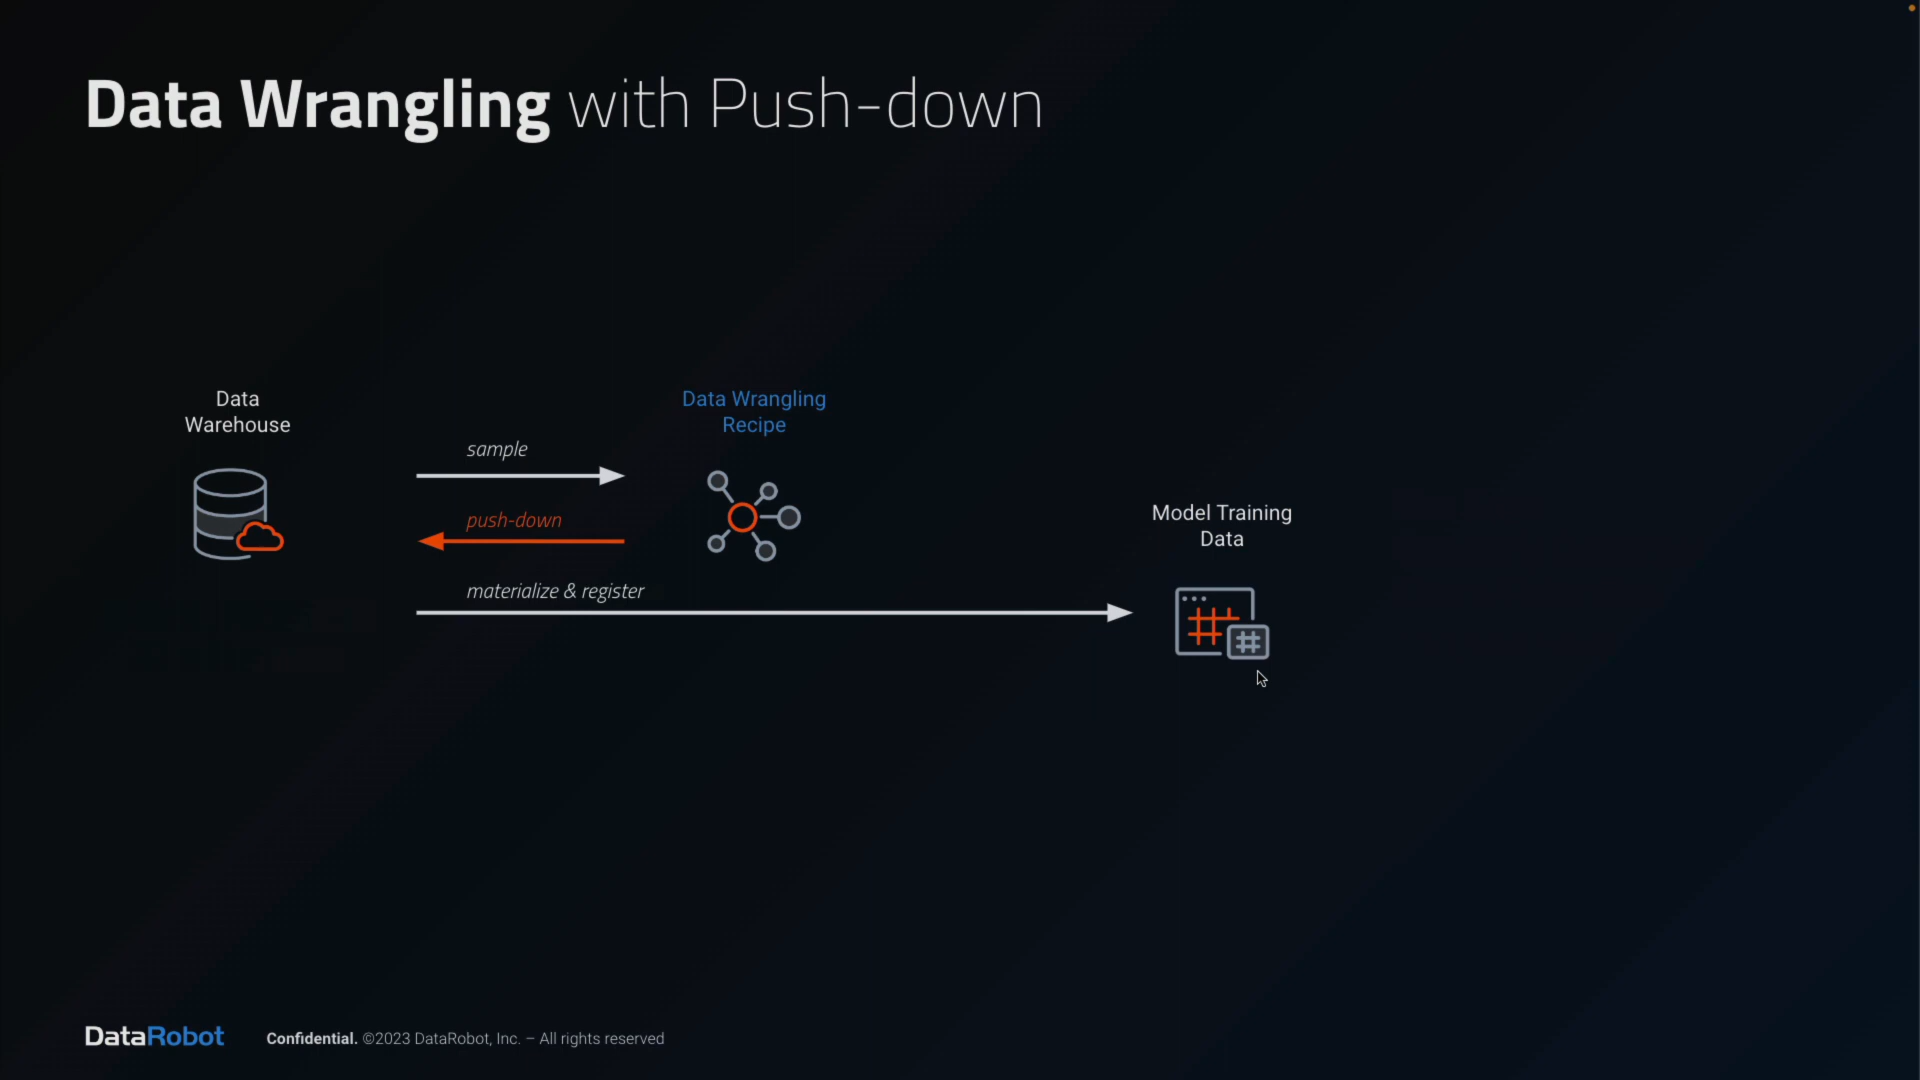 Data Wrangling with Push-down
Data
Warehouse
sample
push-down
materialize & register
Data Wrangling
Recipe
Model Training
Data
DataRobot
Confidential. ©2023 DataRobot, Inc. – All rights reserved